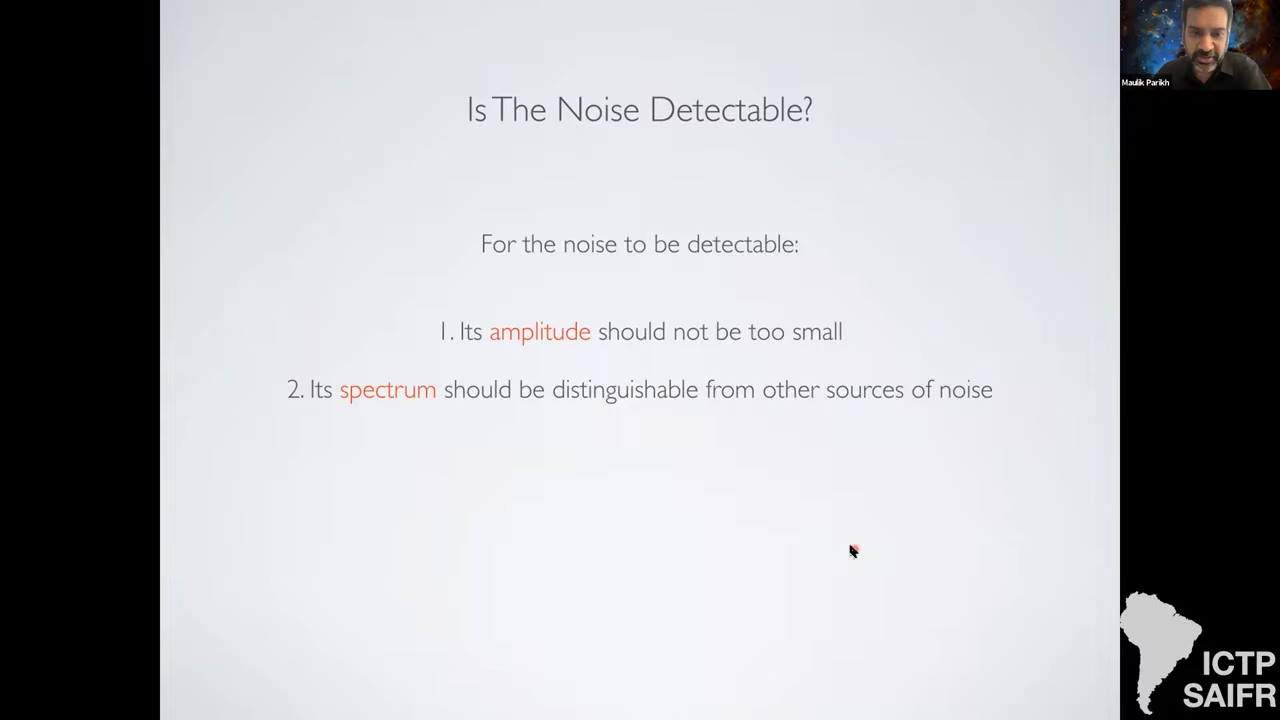 Is The Noise Detectable?
For the noise to be detectable:
1. Its amplitude should not be too small
2. Its spectrum should be distinguishable from other sources of noise
Maulik Parikh
ICTP
SAIFR